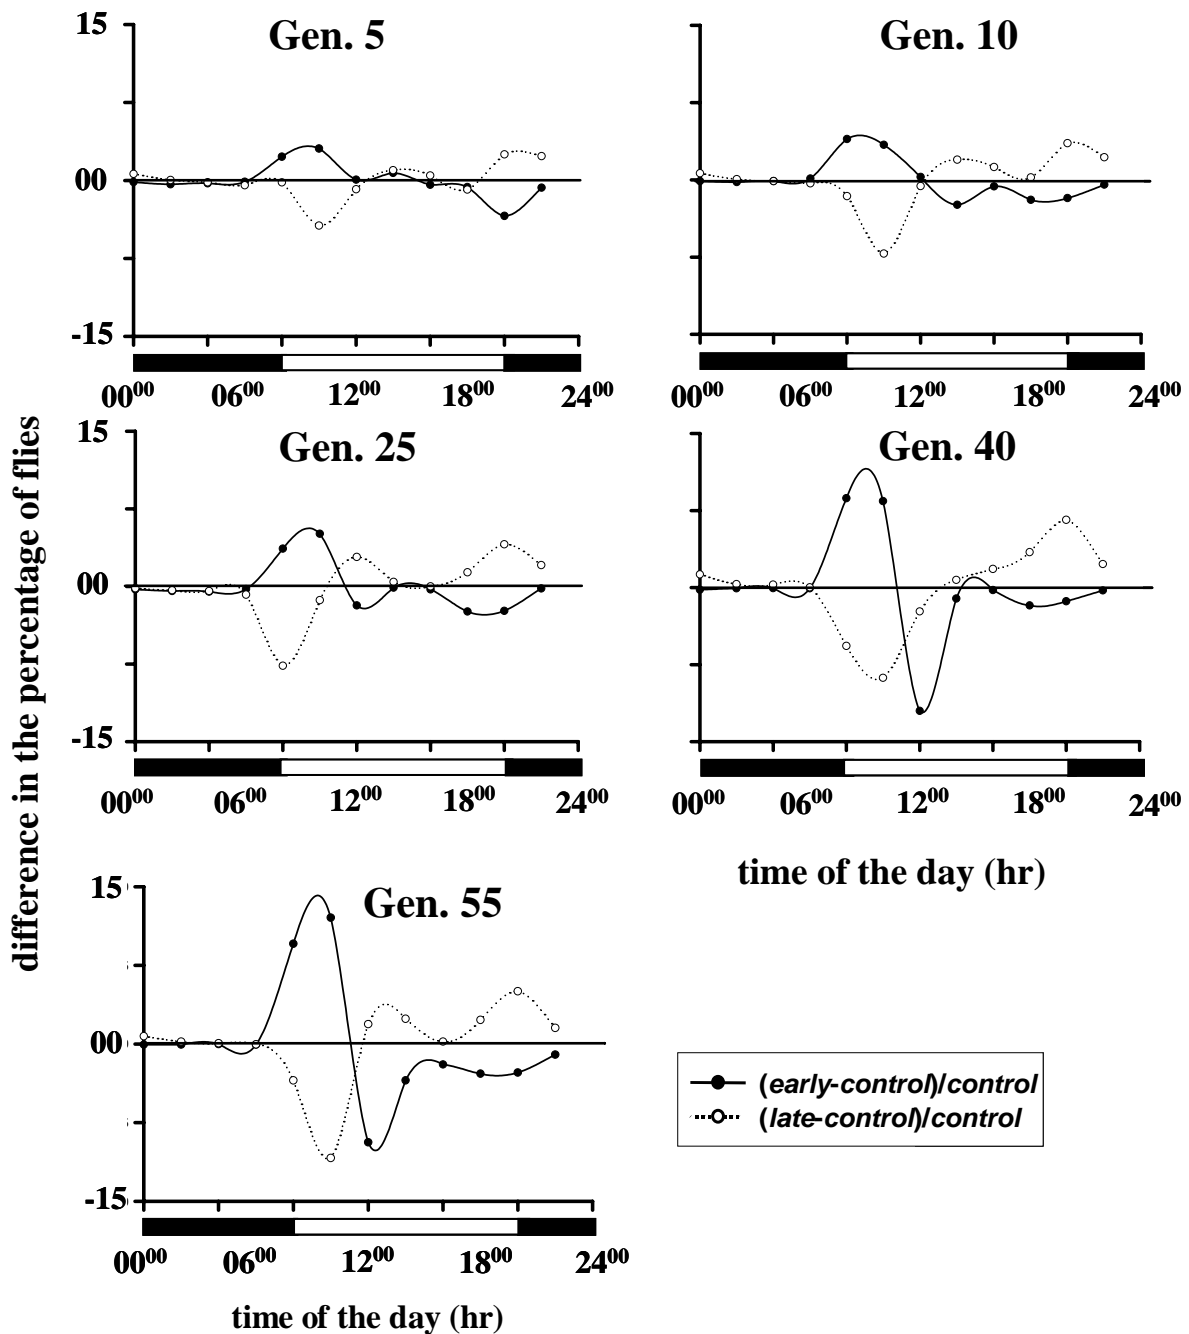 15
Gen. 5
00
-15
00⁰⁰ 06⁰⁰ 12⁰⁰ 18⁰⁰ 24⁰⁰
Gen. 10
00⁰⁰ 06⁰⁰ 12⁰⁰ 18⁰⁰ 24⁰⁰
difference in the percentage of flies
15
Gen. 25
00
-15
00⁰⁰ 06⁰⁰ 12⁰⁰ 18⁰⁰ 24⁰⁰
Gen. 40
00⁰⁰ 06⁰⁰ 12⁰⁰ 18⁰⁰ 24⁰⁰
time of the day (hr)
15
Gen. 55
00
-15
00⁰⁰ 06⁰⁰ 12⁰⁰ 18⁰⁰ 24⁰⁰
time of the day (hr)
(early-control)/control
(late-control)/control